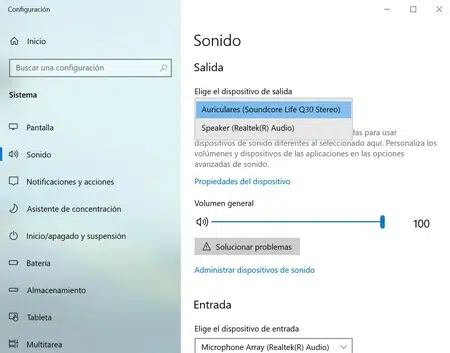 Configuración
Inicio
Buscar una configuración
Sistema
Pantalla
Sonido
Notificaciones y acciones
Asistente de concentración
Inicio/apagado y suspensión
Batería
Almacenamiento
Tableta
Multitarea
Sonido
Salida
Elige el dispositivo de salida
Auriculares (Soundcore Life Q30 Stereo)
Speaker (Realtek(R) Audio)
para usar
dispositivos de sonido diferentes al seleccionado aquí. Personaliza los
volúmenes y dispositivos de las aplicaciones en las opciones
avanzadas de sonido.
Propiedades del dispositivo
Volumen general
100
Solucionar problemas
Administrar dispositivos de sonido
Entrada
Elige el dispositivo de entrada
Microphone Array (Realtek(R) Audio)